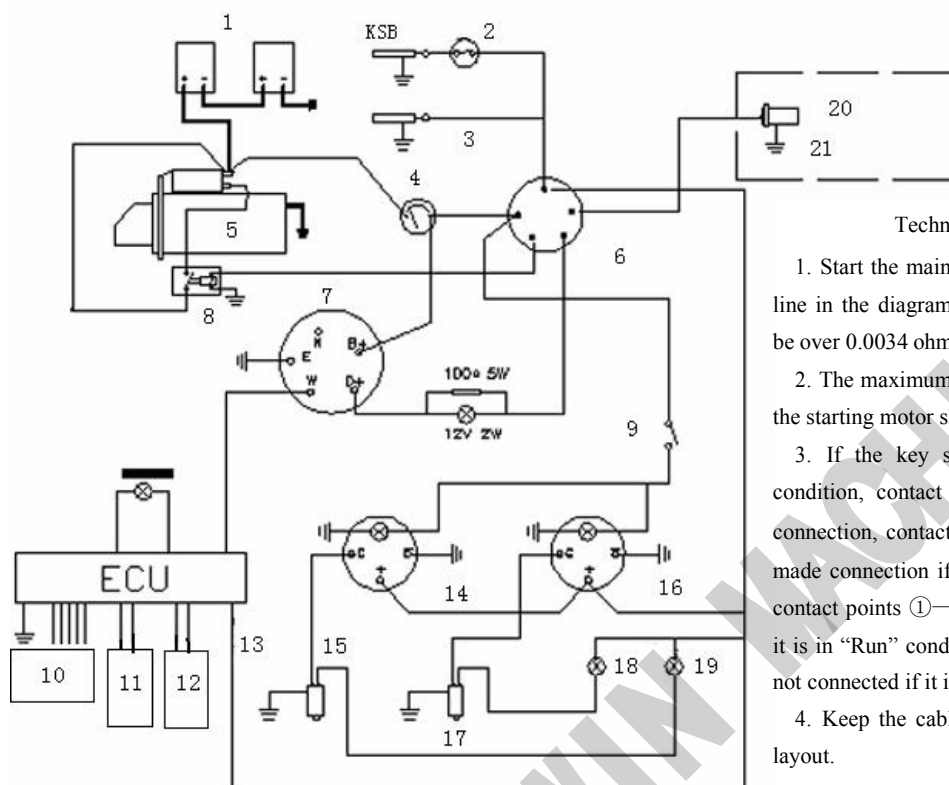 1
KSB
2
3
4
5
6
7
8
N
B+
E
W
D+
100Ω 5W
12V 2W
9
ECU
10
11
12
13
14
15
16
17
18
19
20
21
C
+
C
+
Techn
1. Start the main
line in the diagram
be over 0.0034 ohm
2. The maximum
the starting motor s
3. If the key s
condition, contact
connection, contact
made connection if
contact points ①—
it is in “Run” cond
not connected if it i
4. Keep the cabl
layout.
WIN MACH